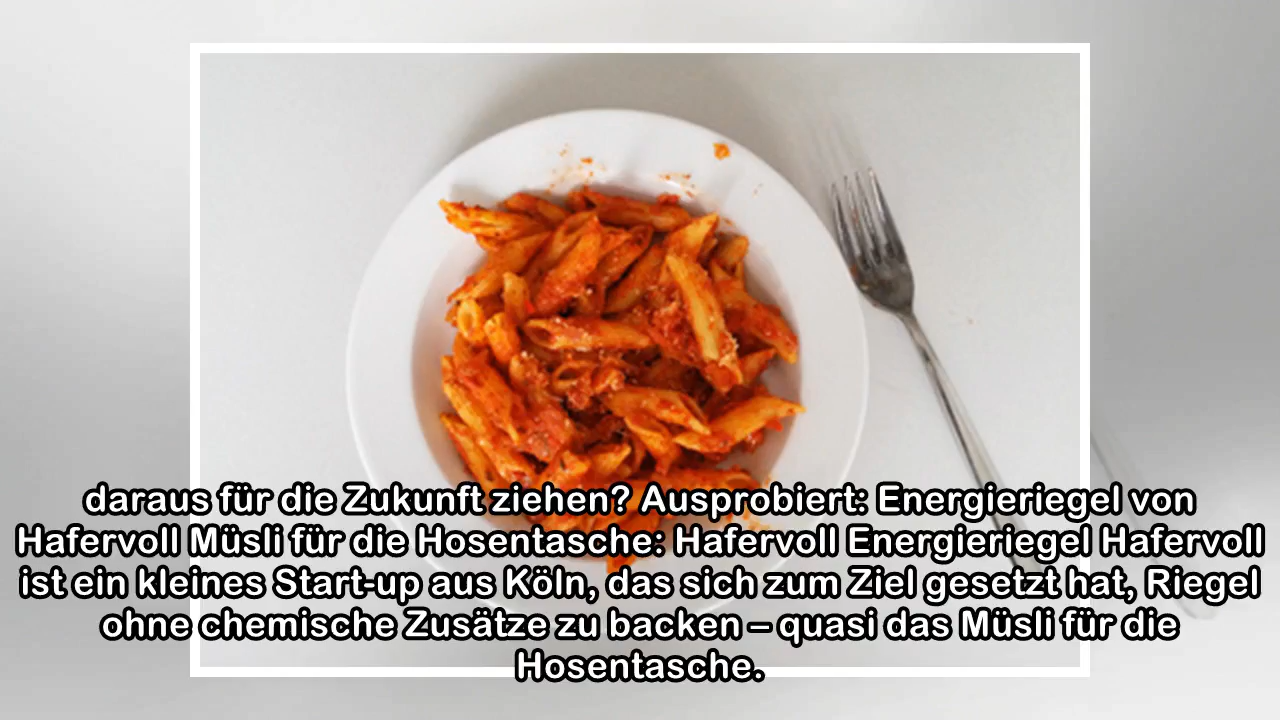 daraus für die Zukunft ziehen? Ausprobiert: Energieriegel von
Hafervoll Müsli für die Hosentasche: Hafervoll Energieriegel Hafervoll
ist ein kleines Start-up aus Köln, das sich zum Ziel gesetzt hat, Riegel
ohne chemische Zusätze zu backen – quasi das Müsli für die
Hosentasche.